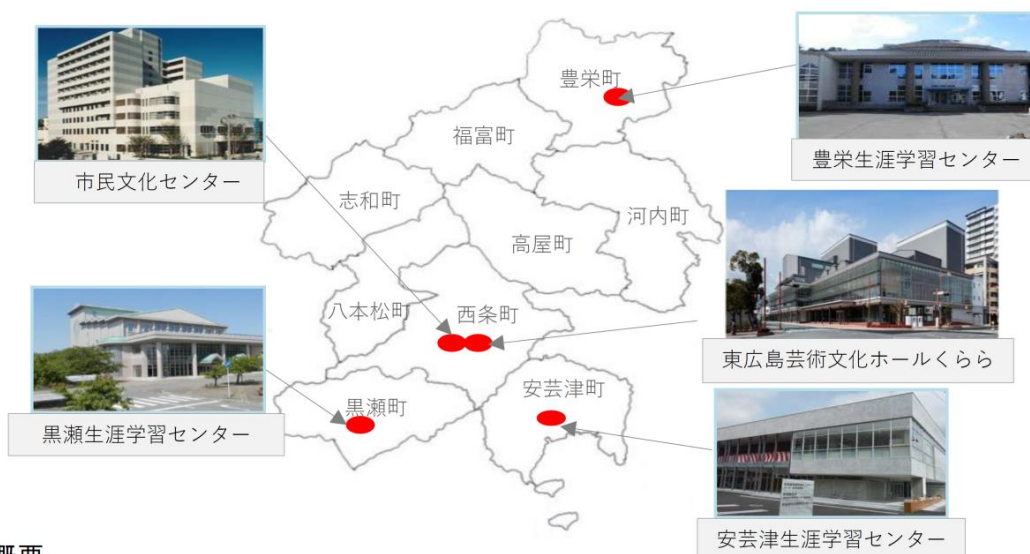 豊栄町
福富町
豊栄生涯学習センター
市民文化センター
志和町
河内町
高屋町
八本松町
西条町
東広島芸術文化ホールくらら
黒瀬町
安芸津町
黒瀬生涯学習センター
安芸津生涯学習センター